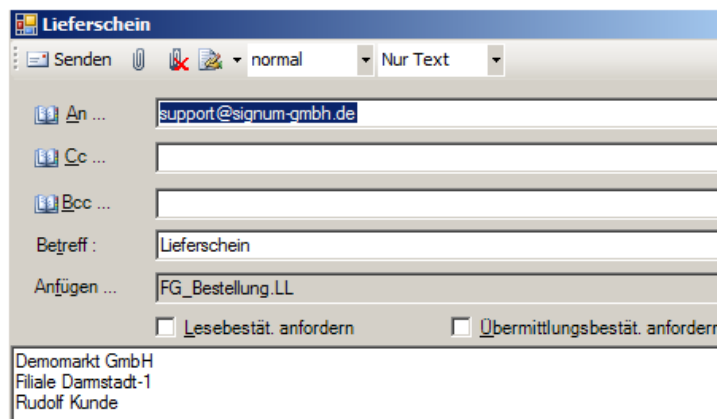 Lieferschein
Senden normal Nur Text
An ...
support@signum-gmbh.de
Cc ...
Bcc ...
Betreff :
Lieferschein
Anfügen ...
FG_Bestellung.LL
Lesebestät. anfordern
Übermittlungsbestät. anfordern
Demomarkt GmbH
Filiale Darmstadt-1
Rudolf Kunde